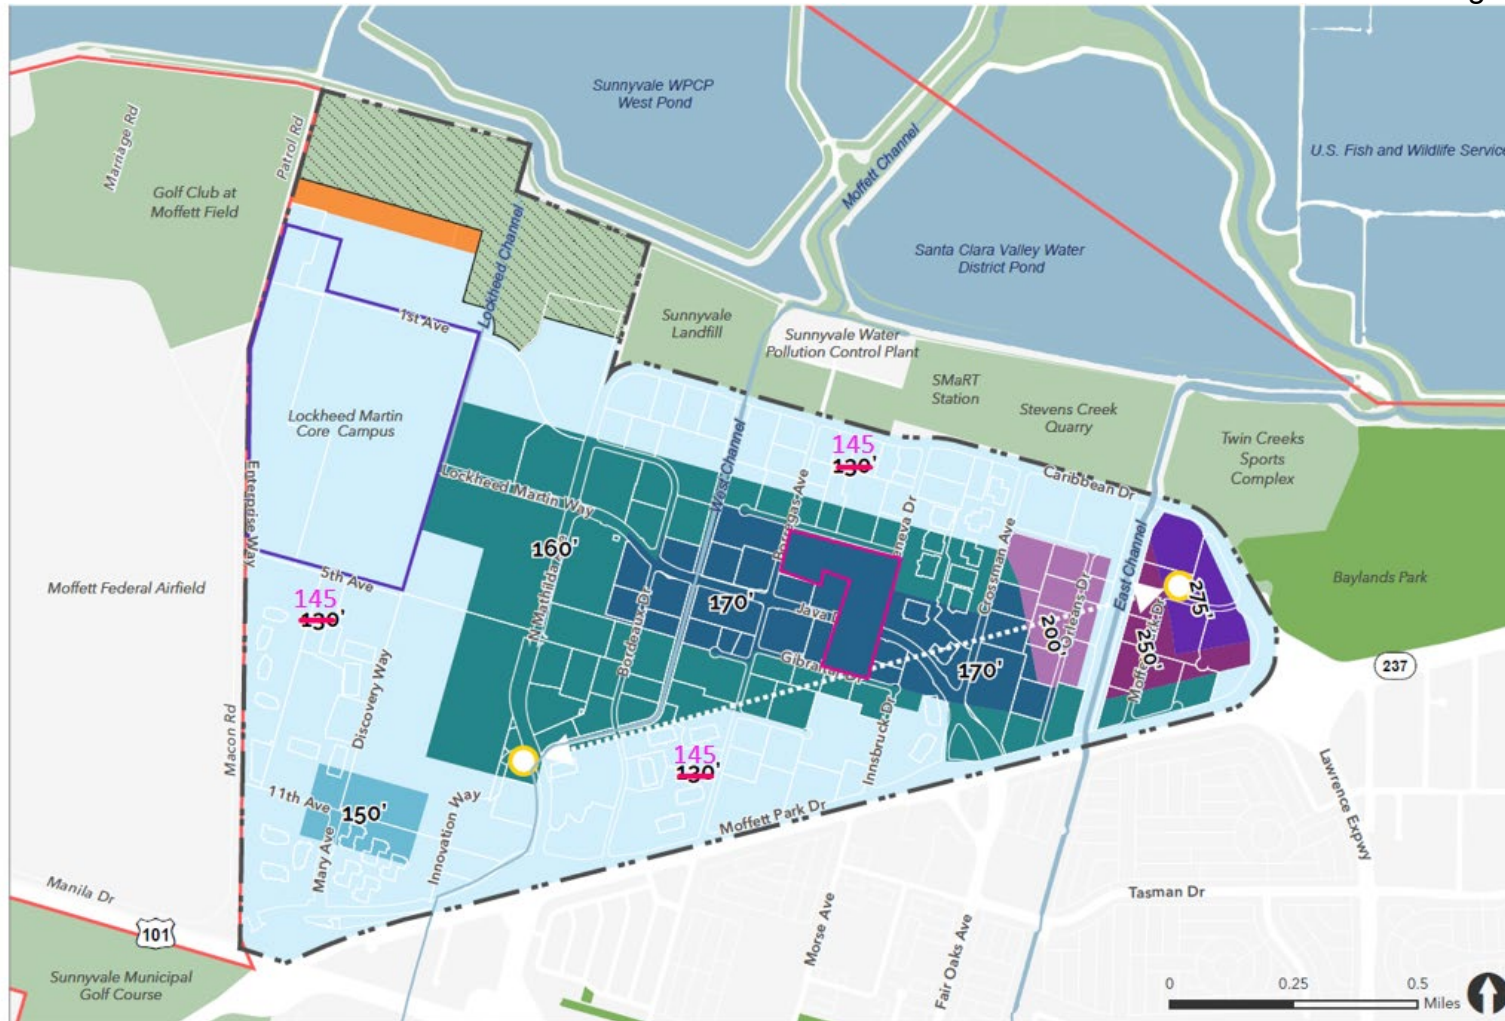 g
Sunnyvale WPCP
West Pond
Marriage Rd
Patrol Rd
Moffett Channel
U.S. Fish and Wildlife Service
Golf Club at
Moffett Field
Lockheed Channel
Santa Clara Valley Water
District Pond
1st Ave
Sunnyvale
Landfill
Sunnyvale Water
Pollution Control Plant
SMaRT
Station
Stevens Creek
Quarry
Lockheed Martin
Core Campus
Twin Creeks
Sports
Complex
145
130'
Caribbean Dr
Lockheed Martin Way
West Channel
Borregas Ave
Geneva Dr
Crossman Ave
Enterprise Way
160'
N Mathilda
East Channel
Moffett Federal Airfield
5th Ave
145
130'
170'
Java
Bordeaux Dr
Orleans Dr
200'
275'
Baylands Park
Gibraltar Dr
170'
250'
237
Discovery Way
Macon Rd
Innsbruck Dr
145
130'
11th Ave
150'
Mary Ave
Innovation Way
Moffett Park Dr
Lawrence Expwy
Manila Dr
101
Tasman Dr
Morse Ave
Fair Oaks Ave
Sunnyvale Municipal
Golf Course
0 0.25 0.5
Miles